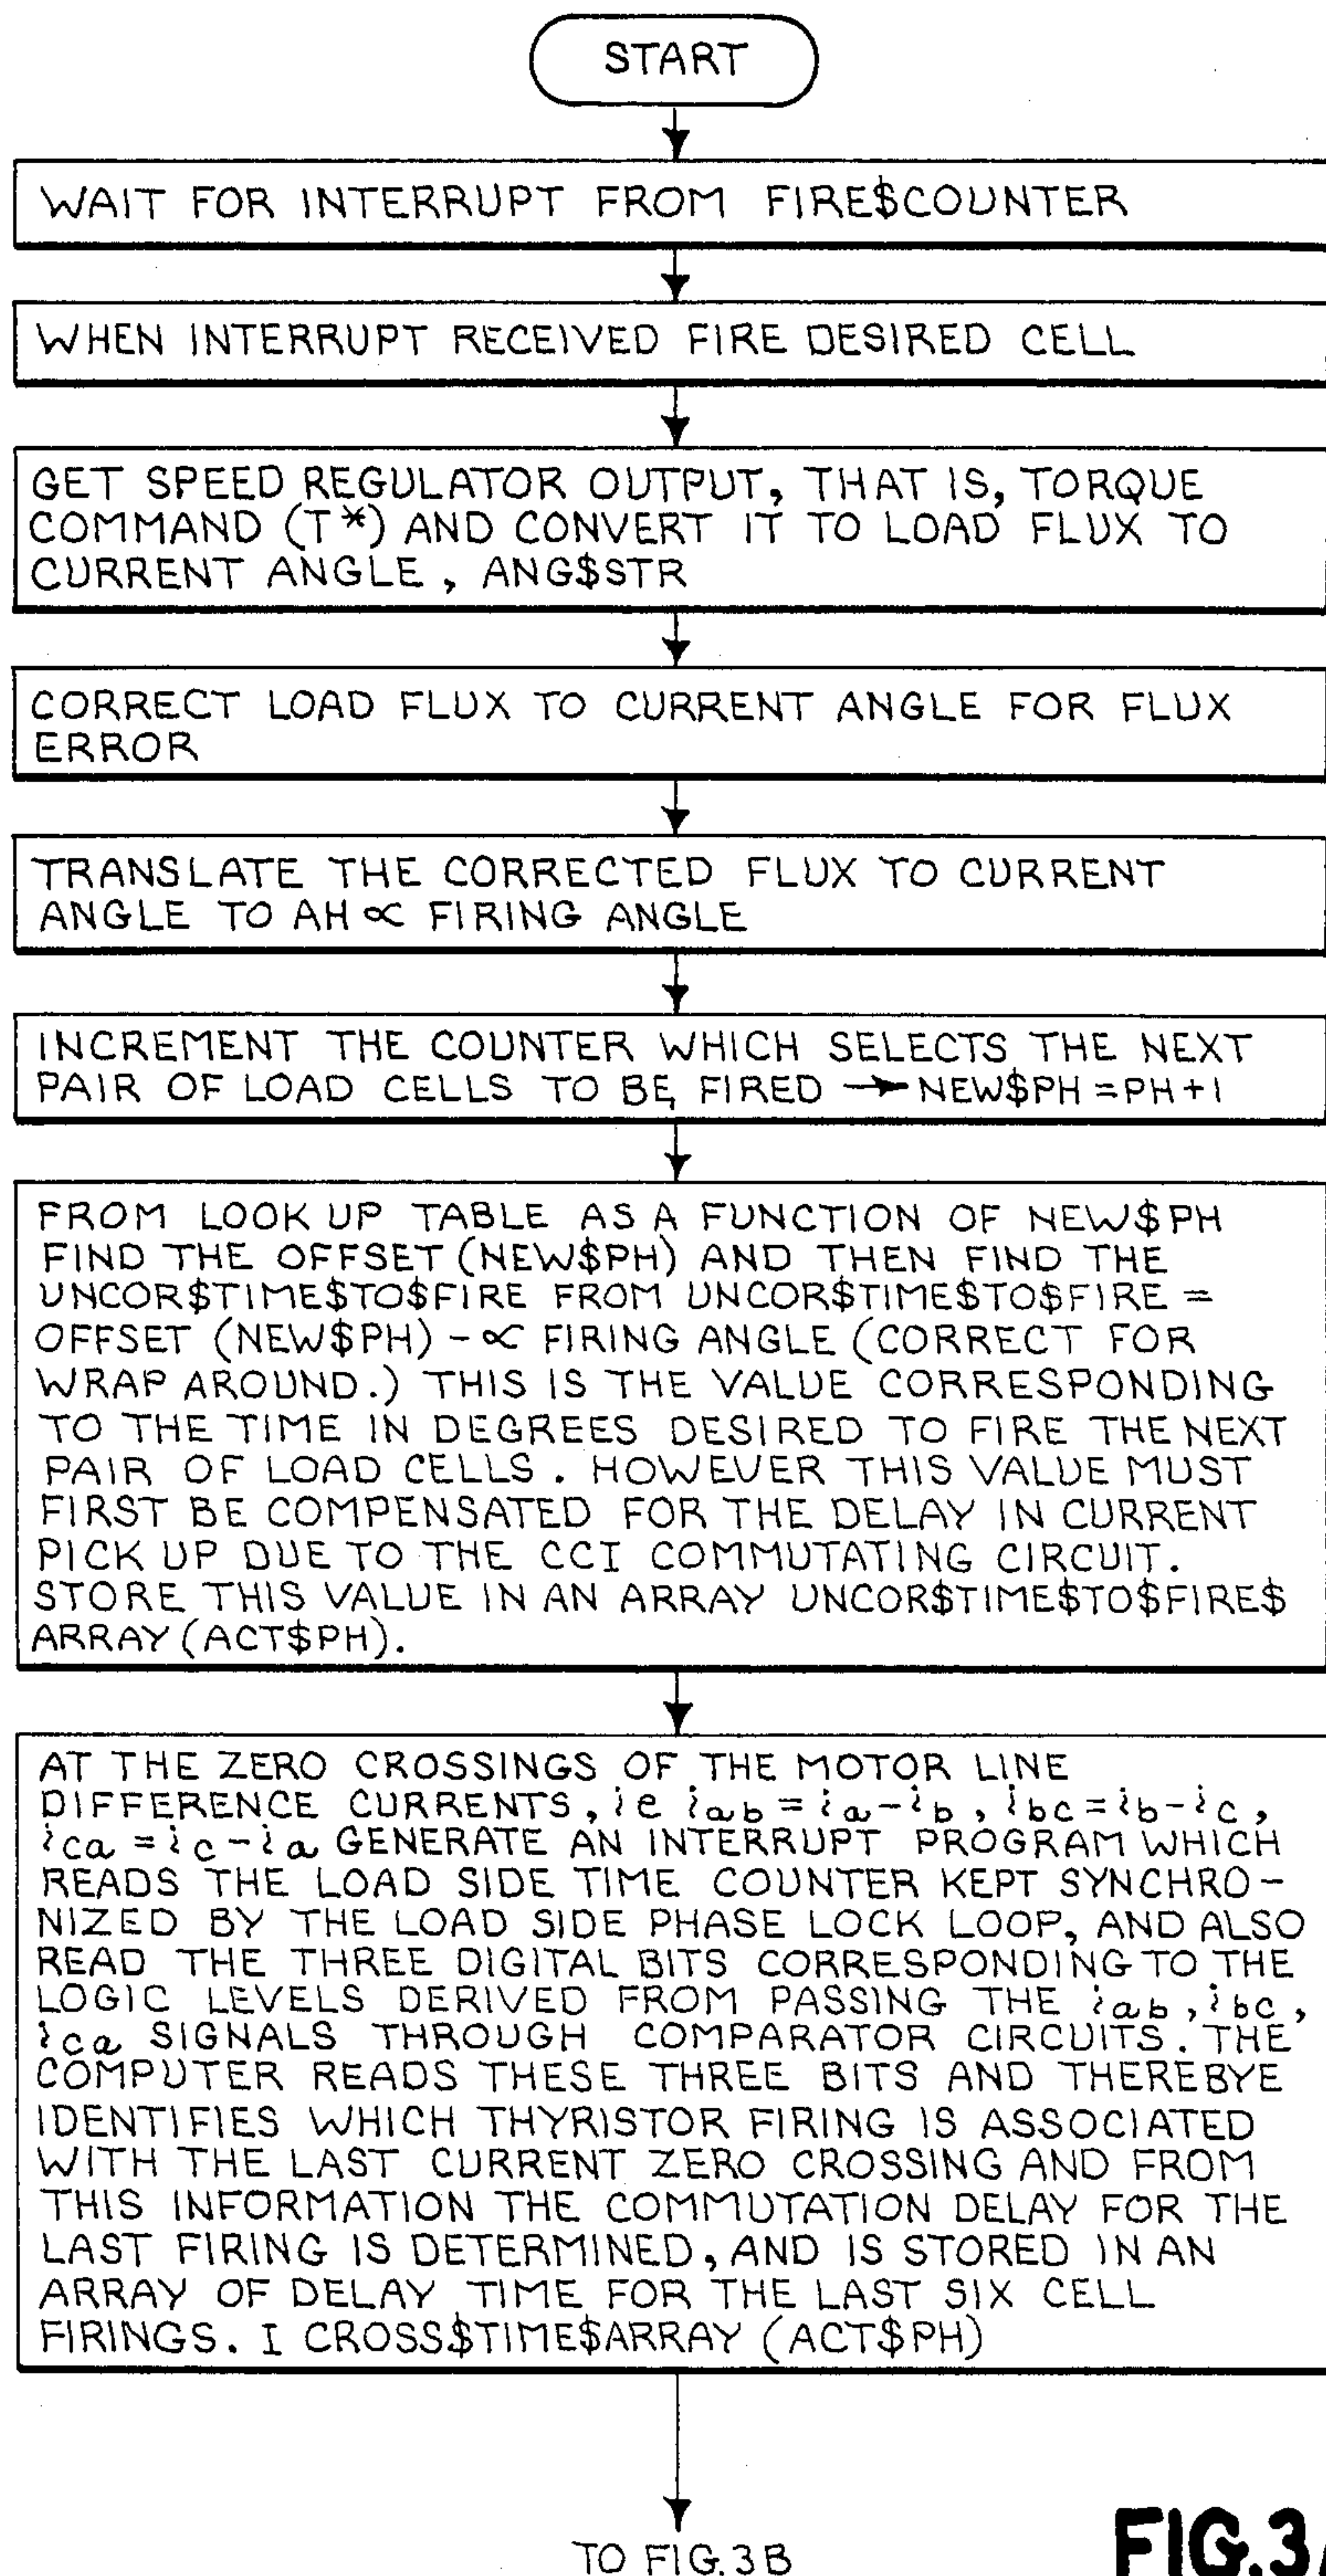 START
WAIT FOR INTERRUPT FROM FIRE$COUNTER
WHEN INTERRUPT RECEIVED FIRE DESIRED CELL
GET SPEED REGULATOR OUTPUT, THAT IS, TORQUE
COMMAND (T*) AND CONVERT IT TO LOAD FLUX TO
CURRENT ANGLE, ANG$STR
CORRECT LOAD FLUX TO CURRENT ANGLE FOR FLUX
ERROR
TRANSLATE THE CORRECTED FLUX TO CURRENT
ANGLE TO AH ∝ FIRING ANGLE
INCREMENT THE COUNTER WHICH SELECTS THE NEXT
PAIR OF LOAD CELLS TO BE FIRED → NEW$PH = PH + 1
FROM LOOK UP TABLE AS A FUNCTION OF NEW$PH
FIND THE OFFSET (NEW$PH) AND THEN FIND THE
UNCOR$TIME$TO$FIRE FROM UNCOR$TIME$TO$FIRE =
OFFSET (NEW$PH) - ∝ FIRING ANGLE (CORRECT FOR
WRAP AROUND.) THIS IS THE VALUE CORRESPONDING
TO THE TIME IN DEGREES DESIRED TO FIRE THE NEXT
PAIR OF LOAD CELLS. HOWEVER THIS VALUE MUST
FIRST BE COMPENSATED FOR THE DELAY IN CURRENT
PICK UP DUE TO THE CCI COMMUTATING CIRCUIT.
STORE THIS VALUE IN AN ARRAY UNCOR$TIME$TO$FIRE$
ARRAY (ACT$PH).
AT THE ZERO CROSSINGS OF THE MOTOR LINE
DIFFERENCE CURRENTS, ie iab = ia - ib, ibc = ib - ic,
ica = ic - ia GENERATE AN INTERRUPT PROGRAM WHICH
READS THE LOAD SIDE TIME COUNTER KEPT SYNCHRO-
NIZED BY THE LOAD SIDE PHASE LOCK LOOP, AND ALSO
READ THE THREE DIGITAL BITS CORRESPONDING TO THE
LOGIC LEVELS DERIVED FROM PASSING THE iab, ibc,
ica SIGNALS THROUGH COMPARATOR CIRCUITS. THE
COMPUTER READS THESE THREE BITS AND THEREBYE
IDENTIFIES WHICH THYRISTOR FIRING IS ASSOCIATED
WITH THE LAST CURRENT ZERO CROSSING AND FROM
THIS INFORMATION THE COMMUTATION DELAY FOR THE
LAST FIRING IS DETERMINED, AND IS STORED IN AN
ARRAY OF DELAY TIME FOR THE LAST SIX CELL
FIRINGS. I CROSS$TIME$ARRAY (ACT$PH)
TO FIG. 3B
FIG.3A